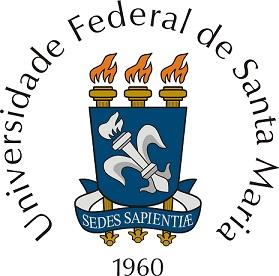 Universidade Federal de Santa Maria
SEDES SAPIENTIÆ
1960